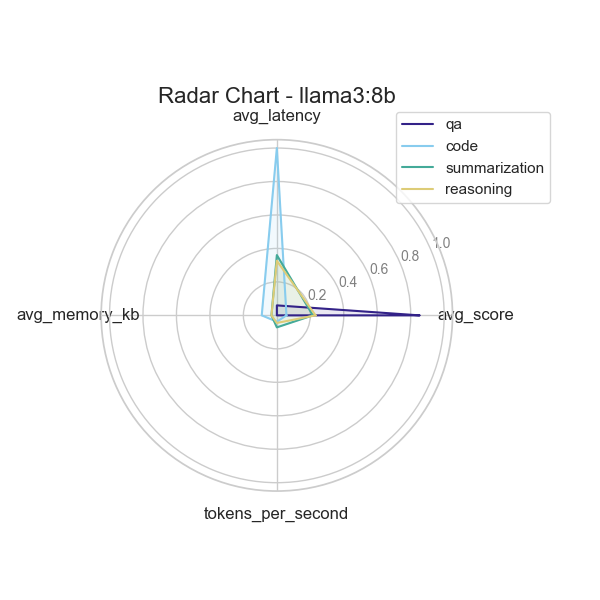 Radar Chart - llama3:8b
avg_latency
qa
code
summarization
reasoning
1.0
0.8
0.6
0.4
0.2
avg_memory_kb
avg_score
tokens_per_second